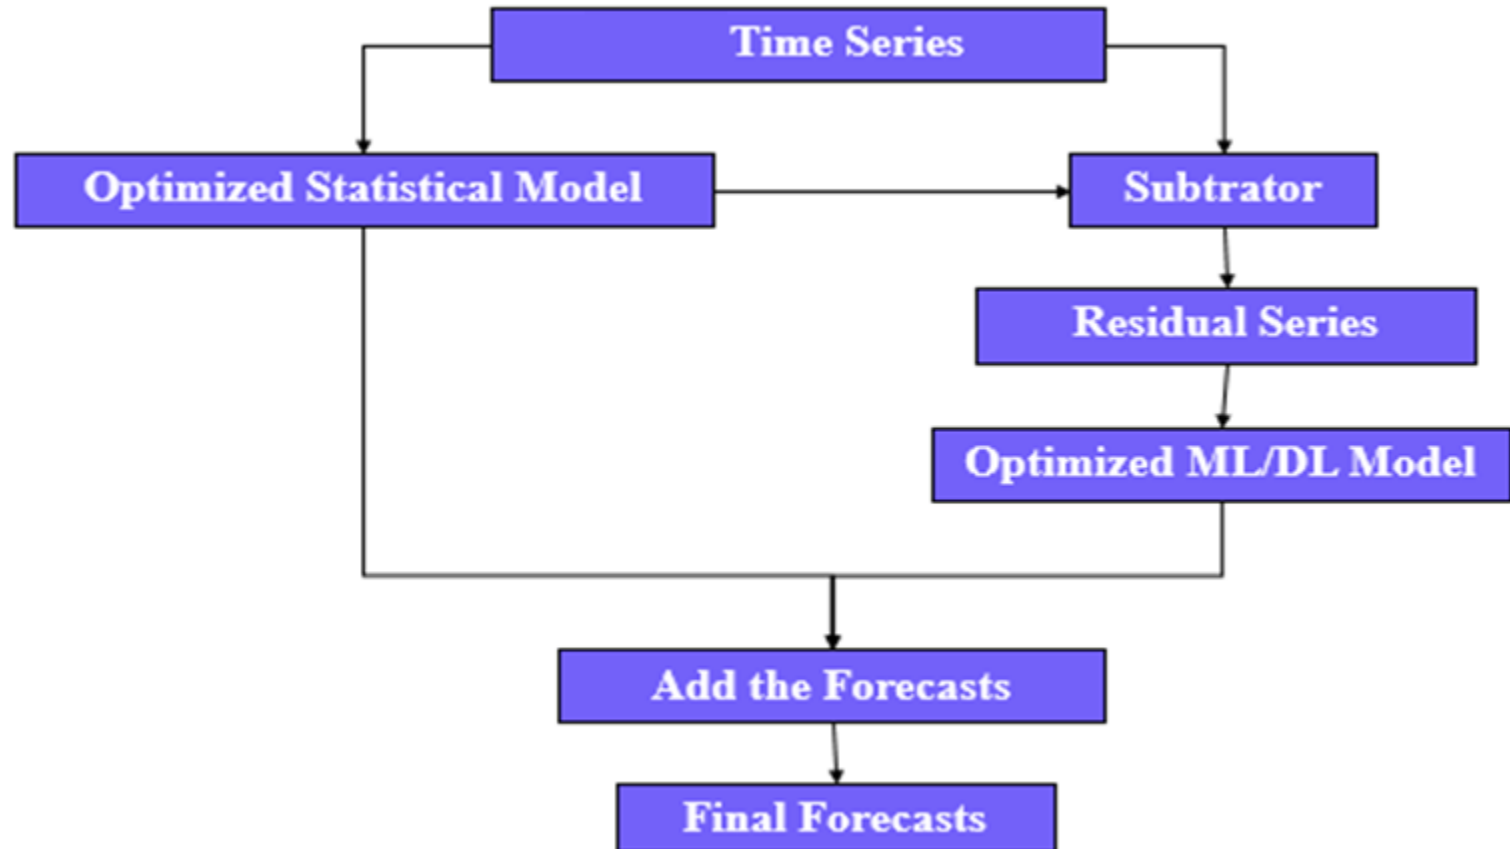 Time Series
Optimized Statistical Model
Subtrator
Residual Series
Optimized ML/DL Model
Add the Forecasts
Final Forecasts